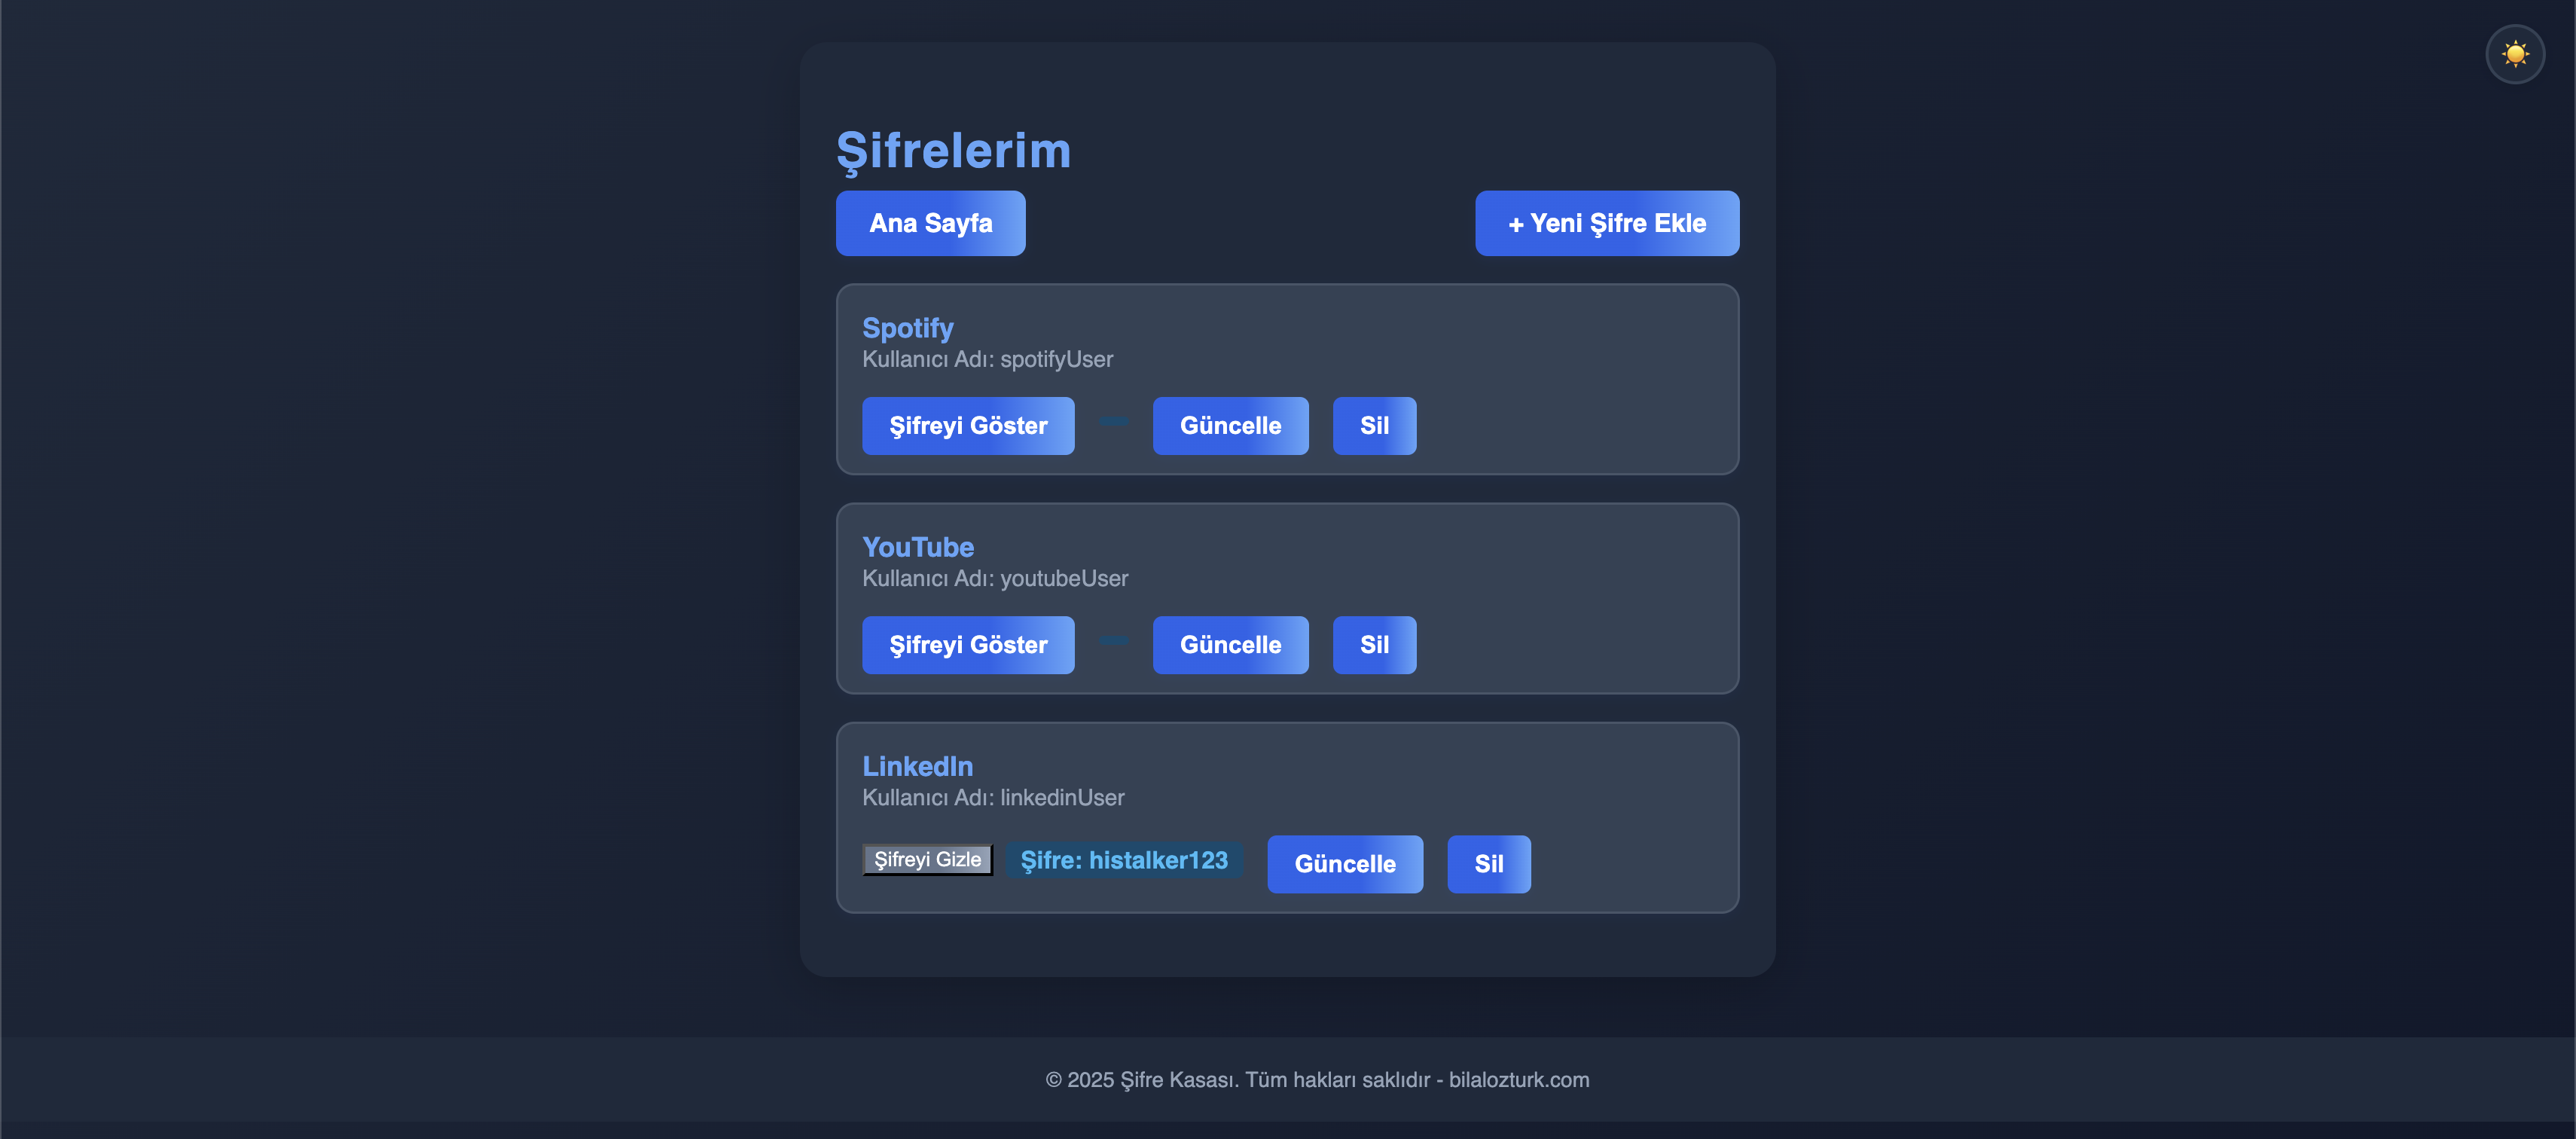 Şifrelerim
Ana Sayfa
+ Yeni Şifre Ekle
Spotify
Kullanıcı Adı: spotifyUser
Şifreyi Göster
Güncelle
Sil
YouTube
Kullanıcı Adı: youtubeUser
Şifreyi Göster
Güncelle
Sil
LinkedIn
Kullanıcı Adı: linkedinUser
Şifreyi Gizle
Şifre: histalker123
Güncelle
Sil
© 2025 Şifre Kasası. Tüm hakları saklıdır - bilalozturk.com